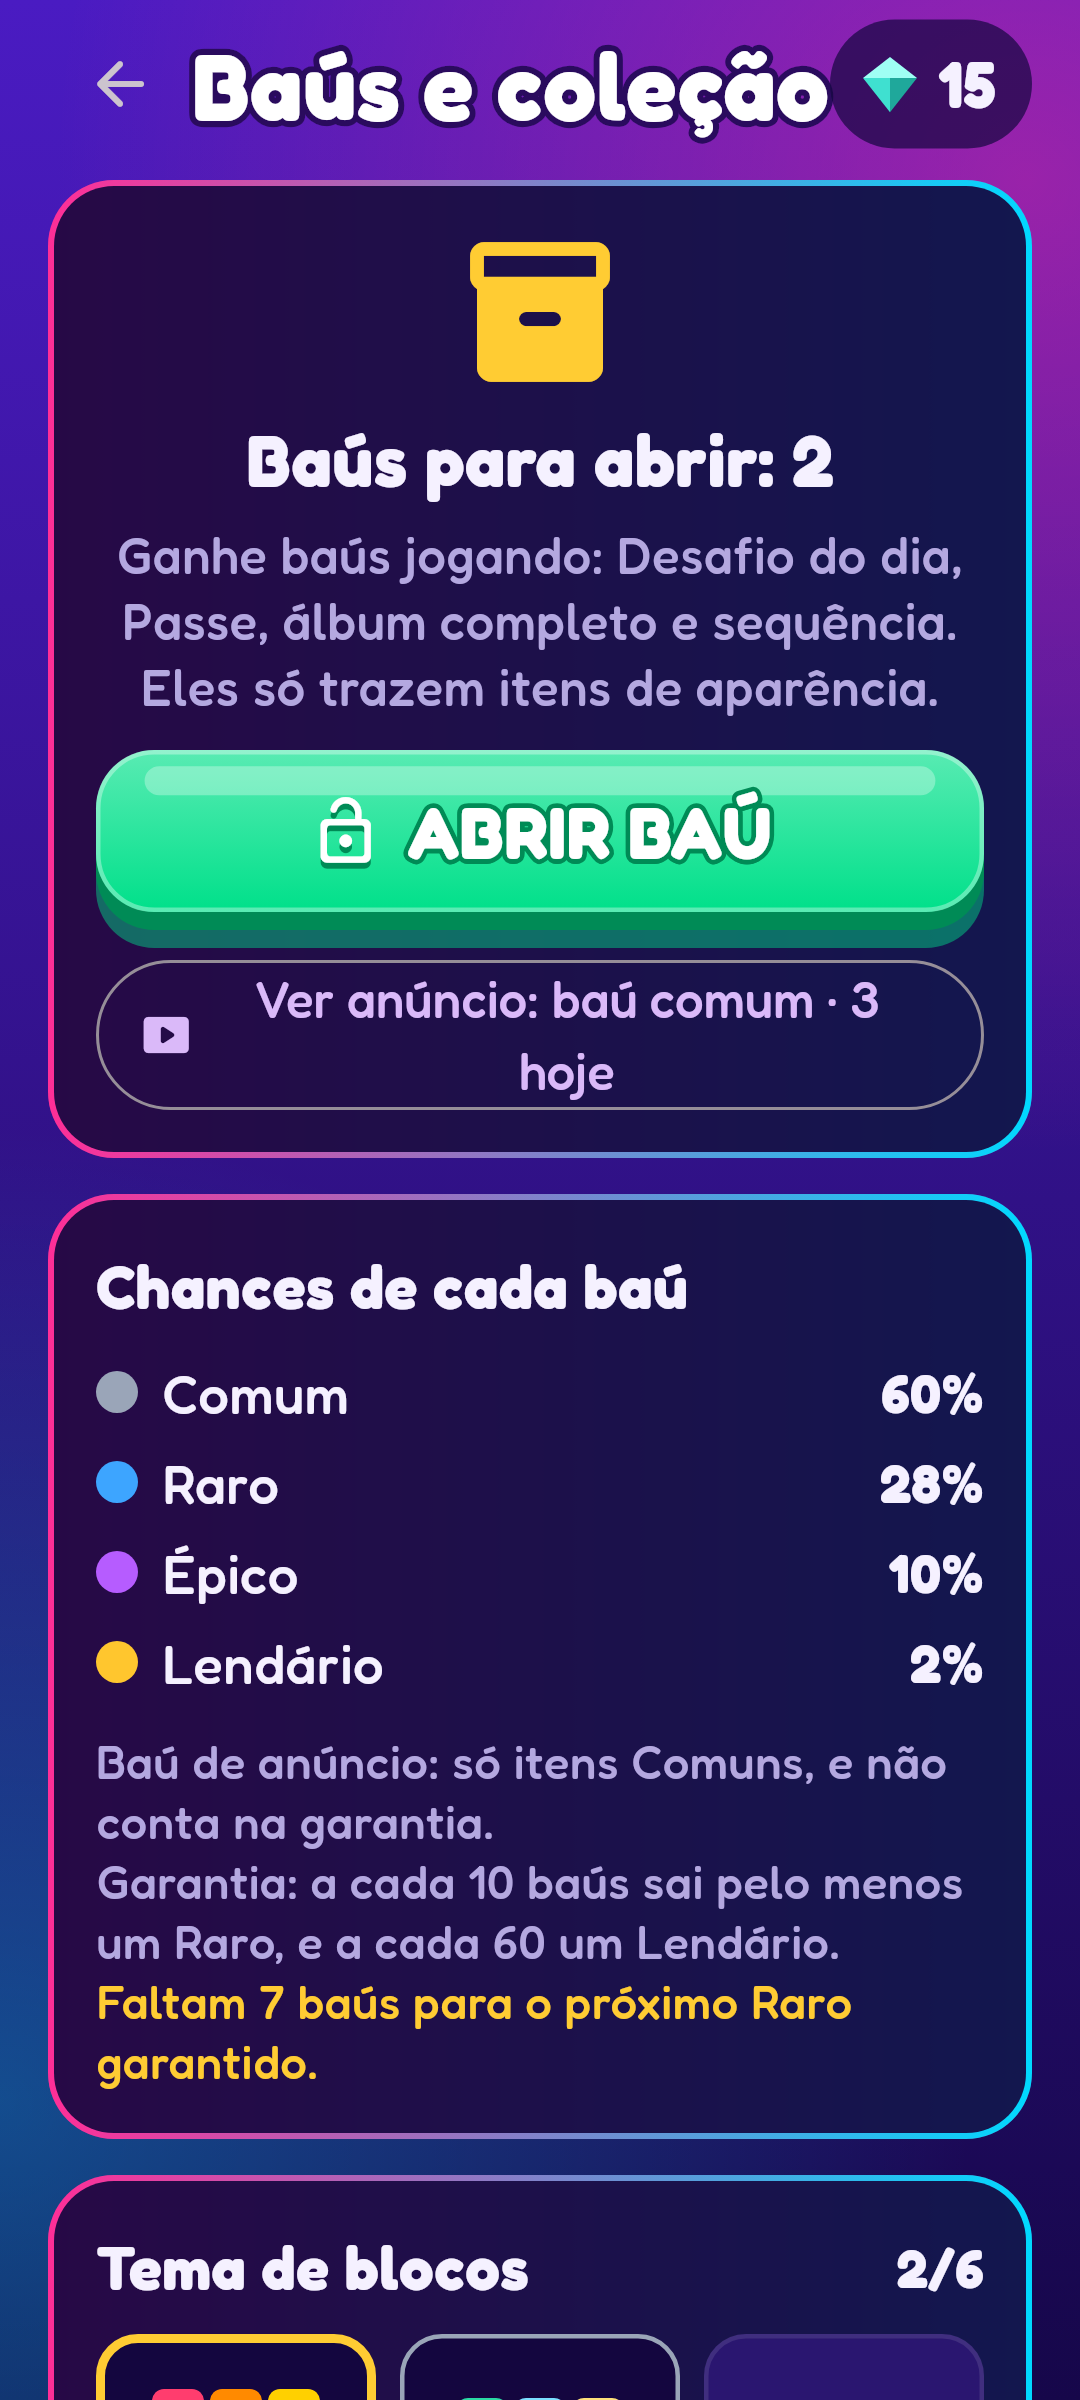 Baús e coleção 15
Baús para abrir: 2
Ganhe baús jogando: Desafio do dia,
Passe, álbum completo e sequência.
Eles só trazem itens de aparência.
ABRIR BAÚ
Ver anúncio: baú comum · 3
hoje
Chances de cada baú
Comum 60%
Raro 28%
Épico 10%
Lendário 2%
Baú de anúncio: só itens Comuns, e não
conta na garantia.
Garantia: a cada 10 baús sai pelo menos
um Raro, e a cada 60 um Lendário.
Faltam 7 baús para o próximo Raro
garantido.
Tema de blocos 2/6